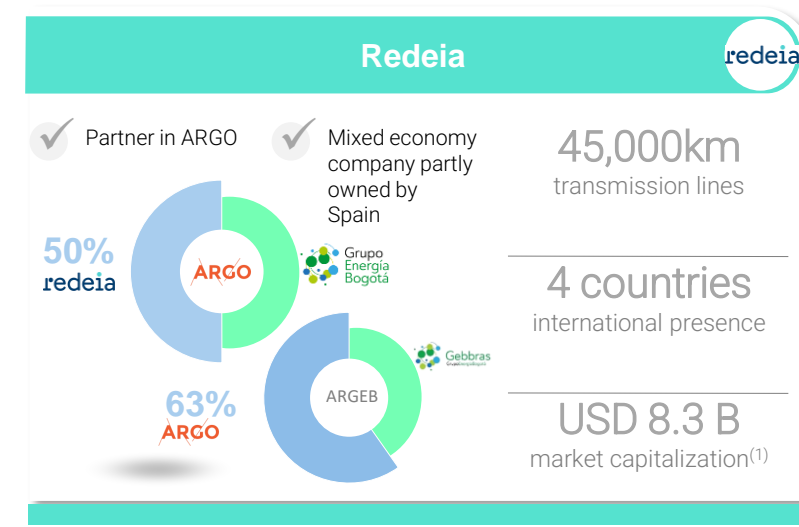 Redeia
redeia
Partner in ARGO
Mixed economy
company partly
owned by
Spain
45,000km
transmission lines
50%
redeia
ARGO
Grupo
Energía
Bogotá
4 countries
international presence
Gebbras
GrupoEnergíaBogotá
ARGEB
63%
ARGO
USD 8.3 B
market capitalization(1)